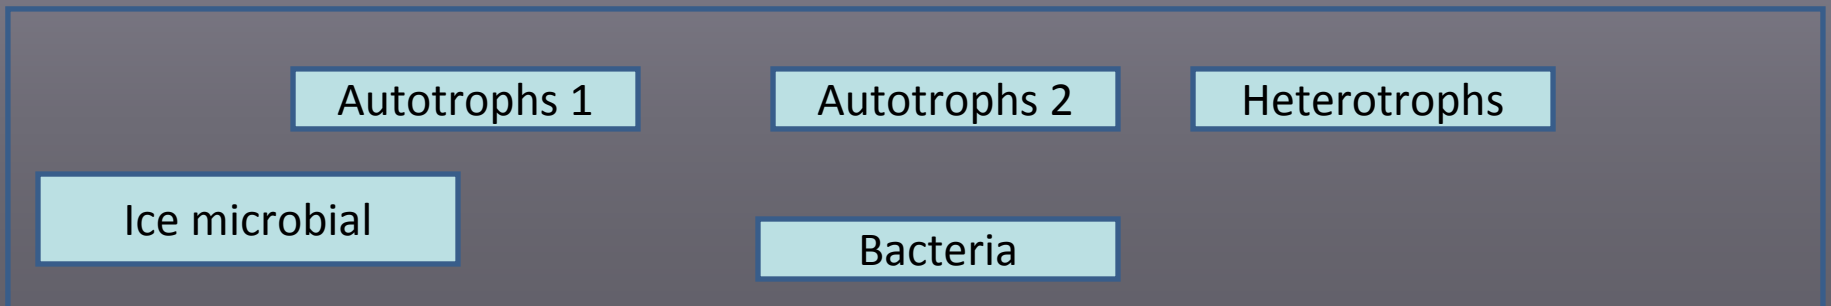 Autotrophs 1
Autotrophs 2
Heterotrophs
Ice microbial
Bacteria